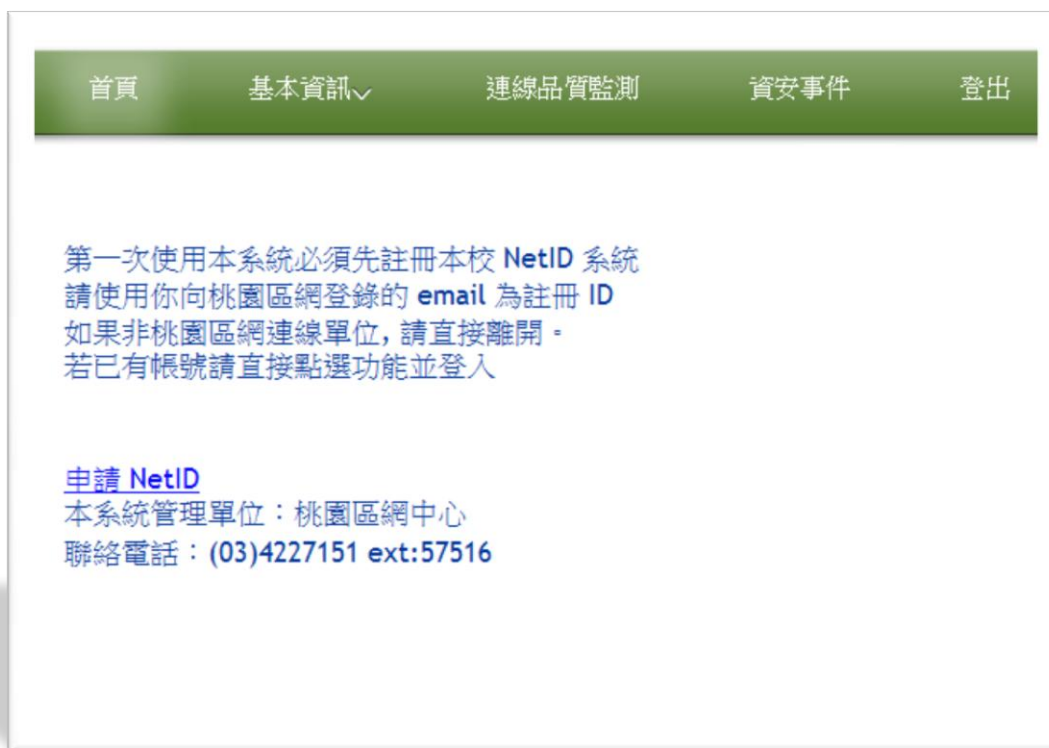 首頁 基本資訊 連線品質監測 資安事件 登出
第一次使用本系統必須先註冊本校 NetID 系統
請使用你向桃園區網登錄的 email 為註冊 ID
如果非桃園區網連線單位, 請直接離開。
若已有帳號請直接點選功能並登入
申請 NetID
本系統管理單位：桃園區網中心
聯絡電話：(03)4227151 ext:57516